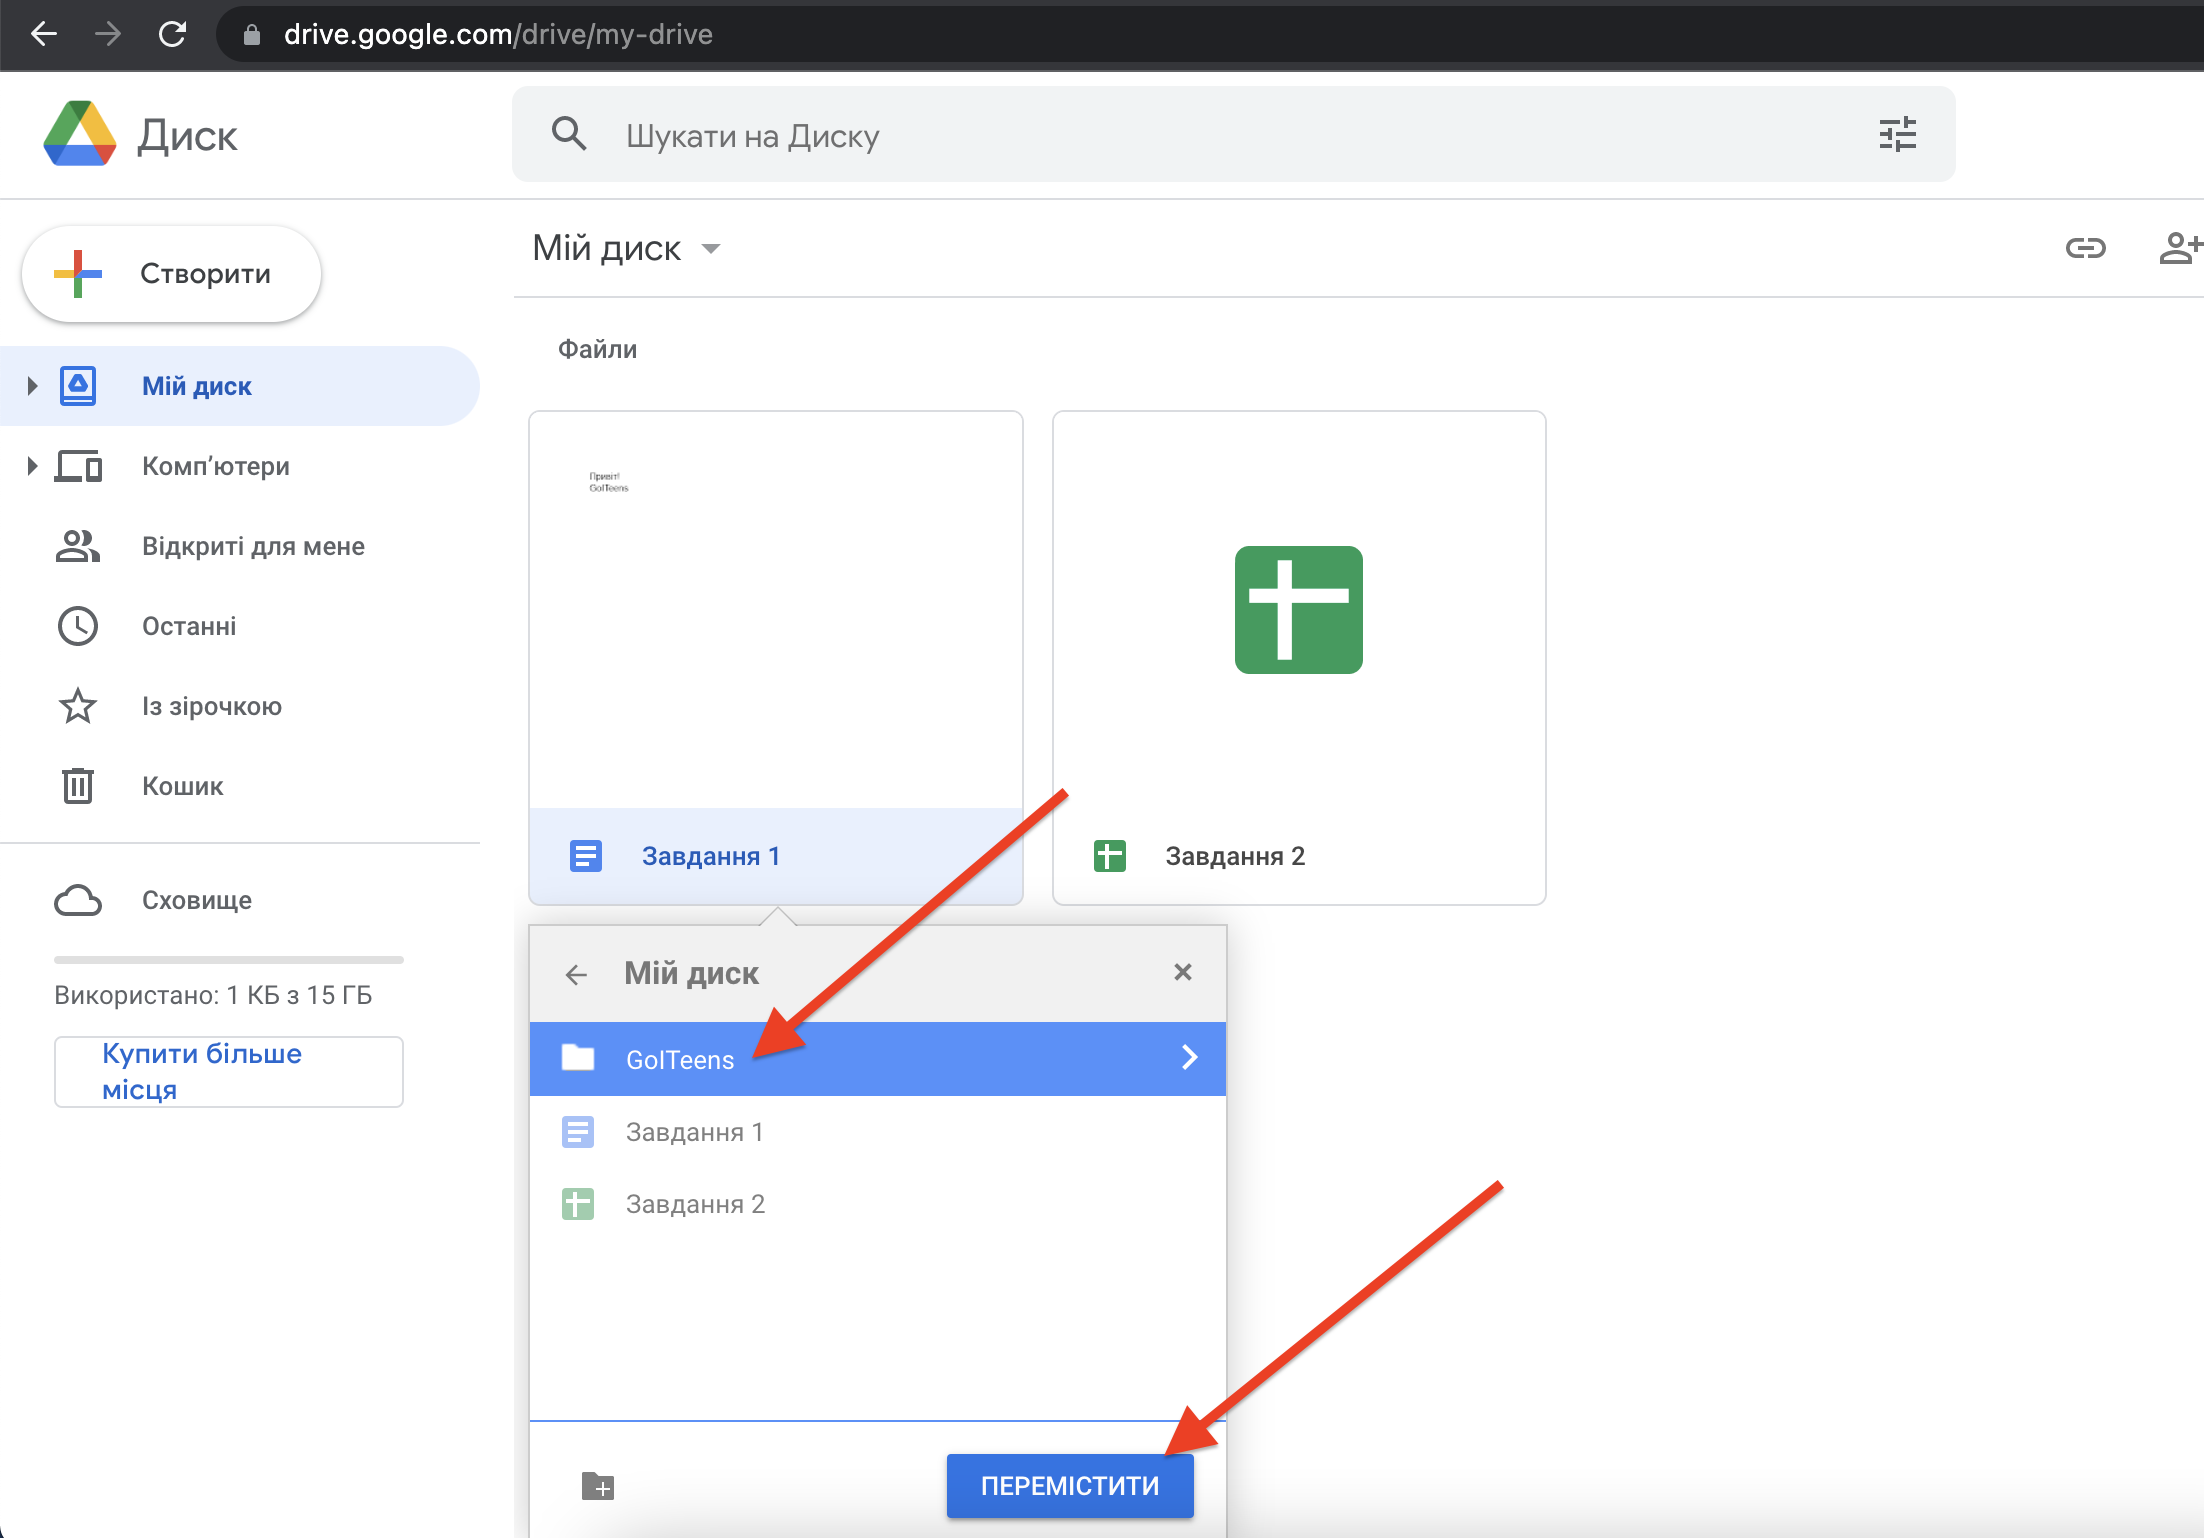 drive.google.com/drive/my-drive
Диск
Шукати на Диску
Створити
Мій диск
Файли
Мій диск
Комп’ютери
Відкриті для мене
Останні
Із зірочкою
Кошик
Сховище
Використано: 1 КБ з 15 ГБ
Купити більше
місця
Привіт!
GoITeens
Завдання 1
Завдання 2
Мій диск
GoITeens
Завдання 1
Завдання 2
ПЕРЕМІСТИТИ